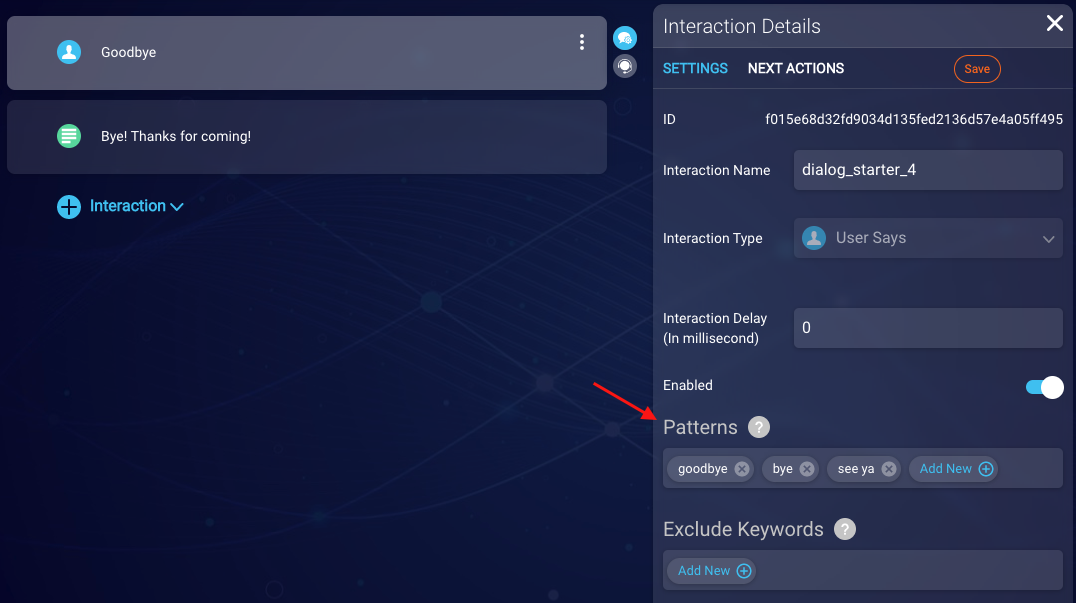 Goodbye
Bye! Thanks for coming!
Interaction
Interaction Details
SETTINGS NEXT ACTIONS Save
ID f015e68d32fd9034d135fed2136d57e4a05ff495
Interaction Name dialog_starter_4
Interaction Type User Says
Interaction Delay
(In millisecond) 0
Enabled
Patterns ?
goodbye bye see ya Add New
Exclude Keywords ?
Add New